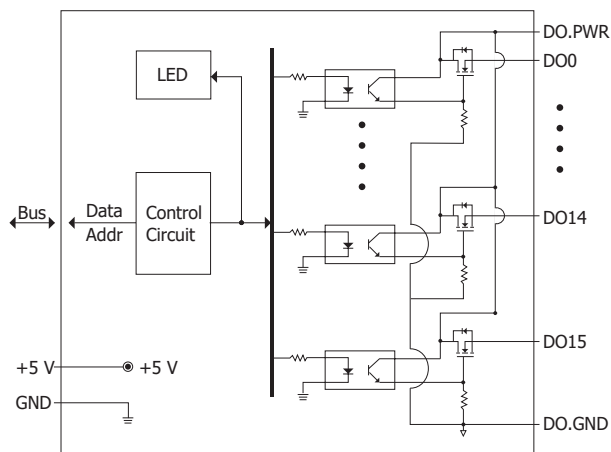 DO.PWR
LED
DO0
DO14
Bus
Data
Addr
Control
Circuit
DO15
+5 V
+5 V
GND
DO.GND